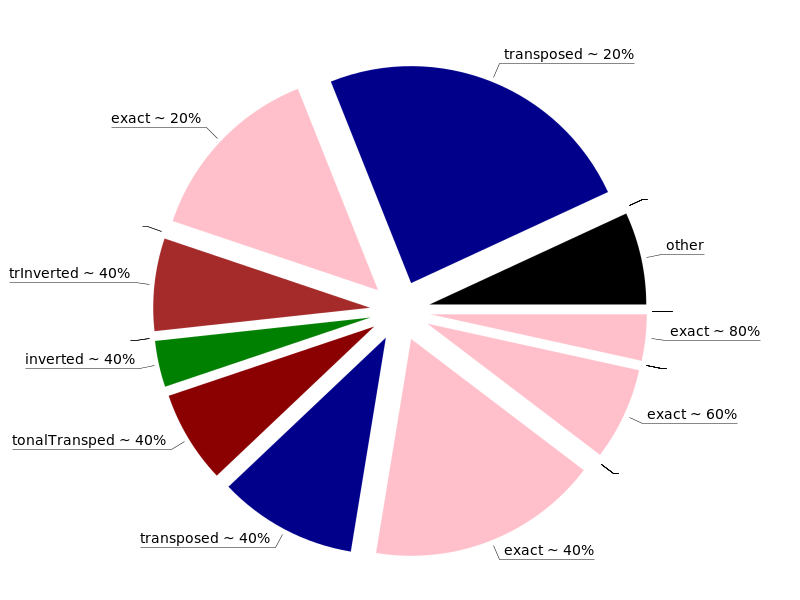 transposed ~ 20%
exact ~ 20%
other
trInverted ~ 40%
exact ~ 80%
inverted ~ 40%
exact ~ 60%
tonalTransped ~ 40%
transposed ~ 40%
exact ~ 40%